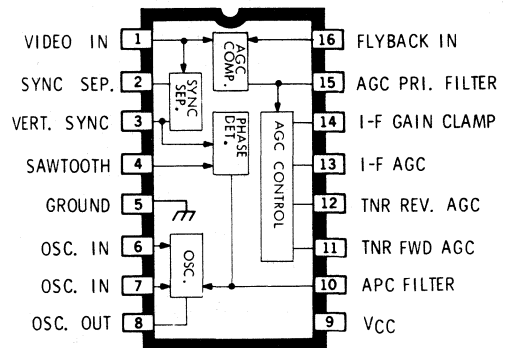 VIDEO IN 1 16 FLYBACK IN
AGC COMP.
SYNC SEP. 2 15 AGC PRI. FILTER
SYNC SEP.
VERT. SYNC 3 14 I-F GAIN CLAMP
PHASE DET.
AGC CONTROL
SAWTOOTH 4 13 I-F AGC
GROUND 5 12 TNR REV. AGC
OSC. IN 6 11 TNR FWD AGC
OSC.
OSC. IN 7 10 APC FILTER
OSC. OUT 8 9 VCC